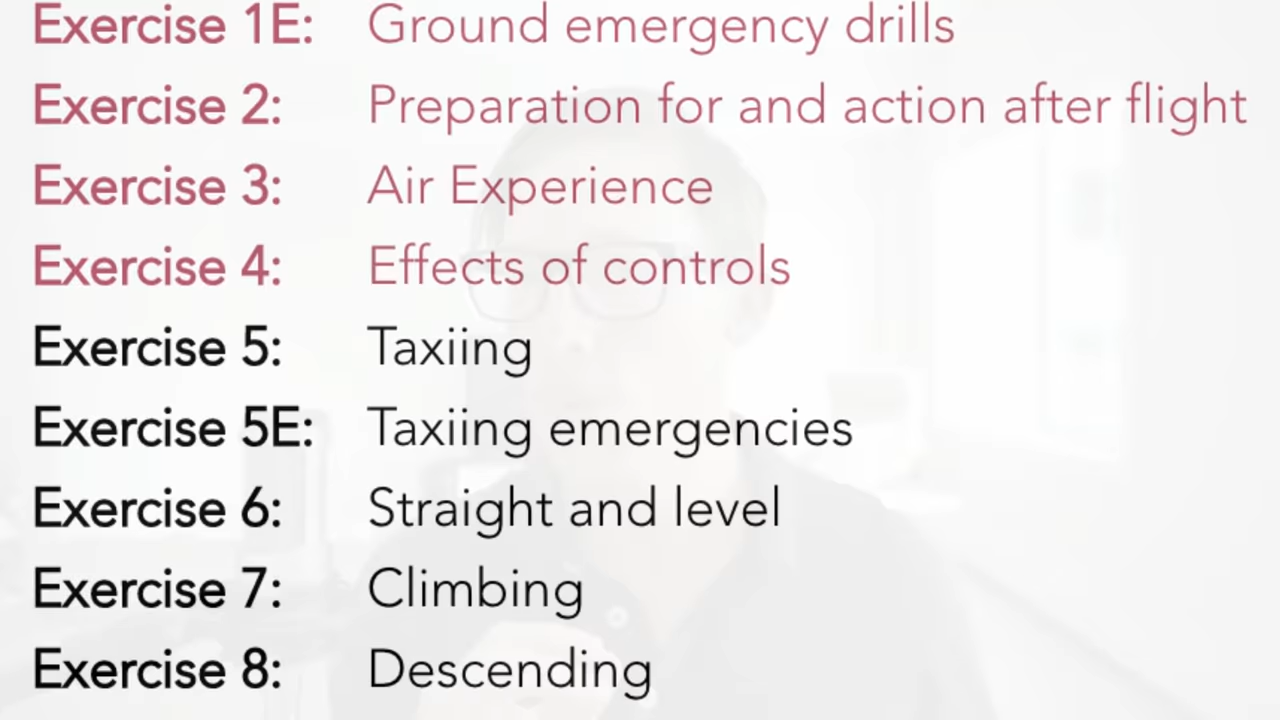 Exercise 1E: Ground emergency drills
Exercise 2: Preparation for and action after flight
Exercise 3: Air Experience
Exercise 4: Effects of controls
Exercise 5: Taxiing
Exercise 5E: Taxiing emergencies
Exercise 6: Straight and level
Exercise 7: Climbing
Exercise 8: Descending